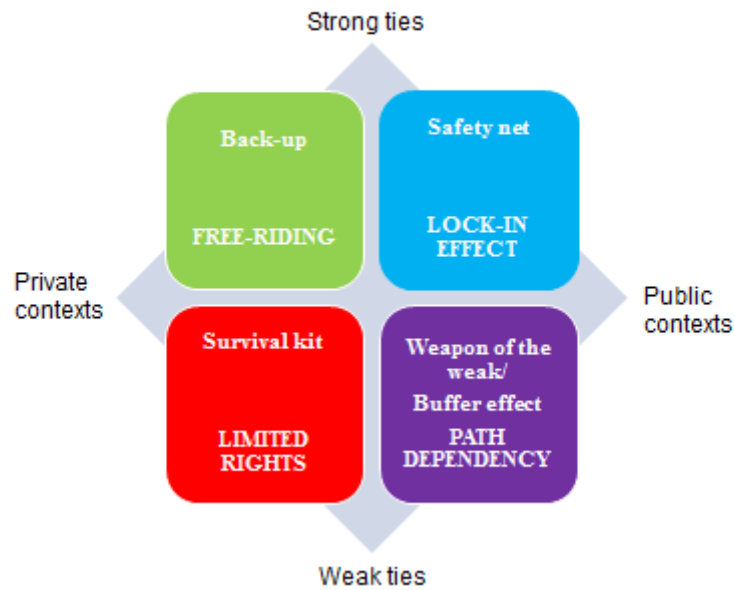 Strong ties
Back-up
FREE-RIDING
Safety net
LOCK-IN
EFFECT
Private
contexts
Public
contexts
Survival kit
LIMITED
RIGHTS
Weapon of the
weak/
Buffer effect
PATH
DEPENDENCY
Weak ties